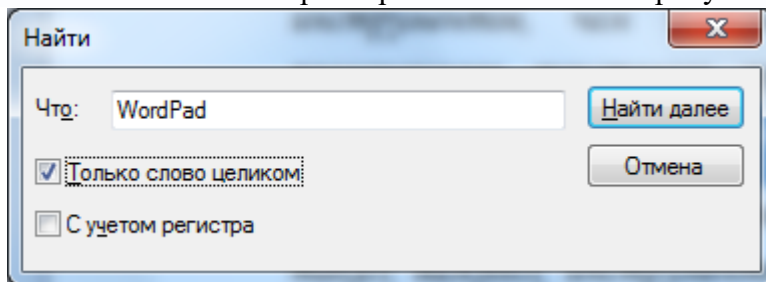 Найти
Что: WordPad
Найти далее
Только слово целиком
Отмена
С учетом регистра